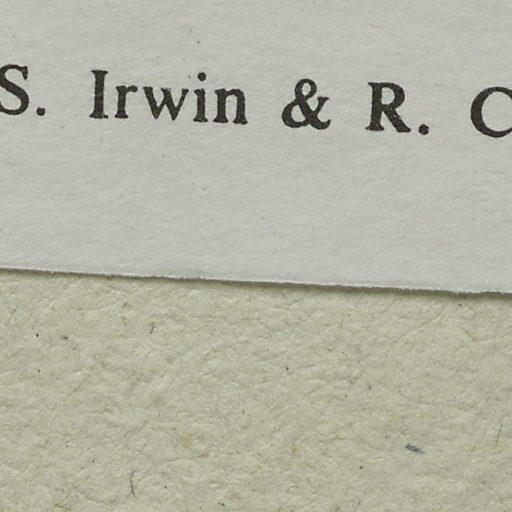 S. Irwin & R. C